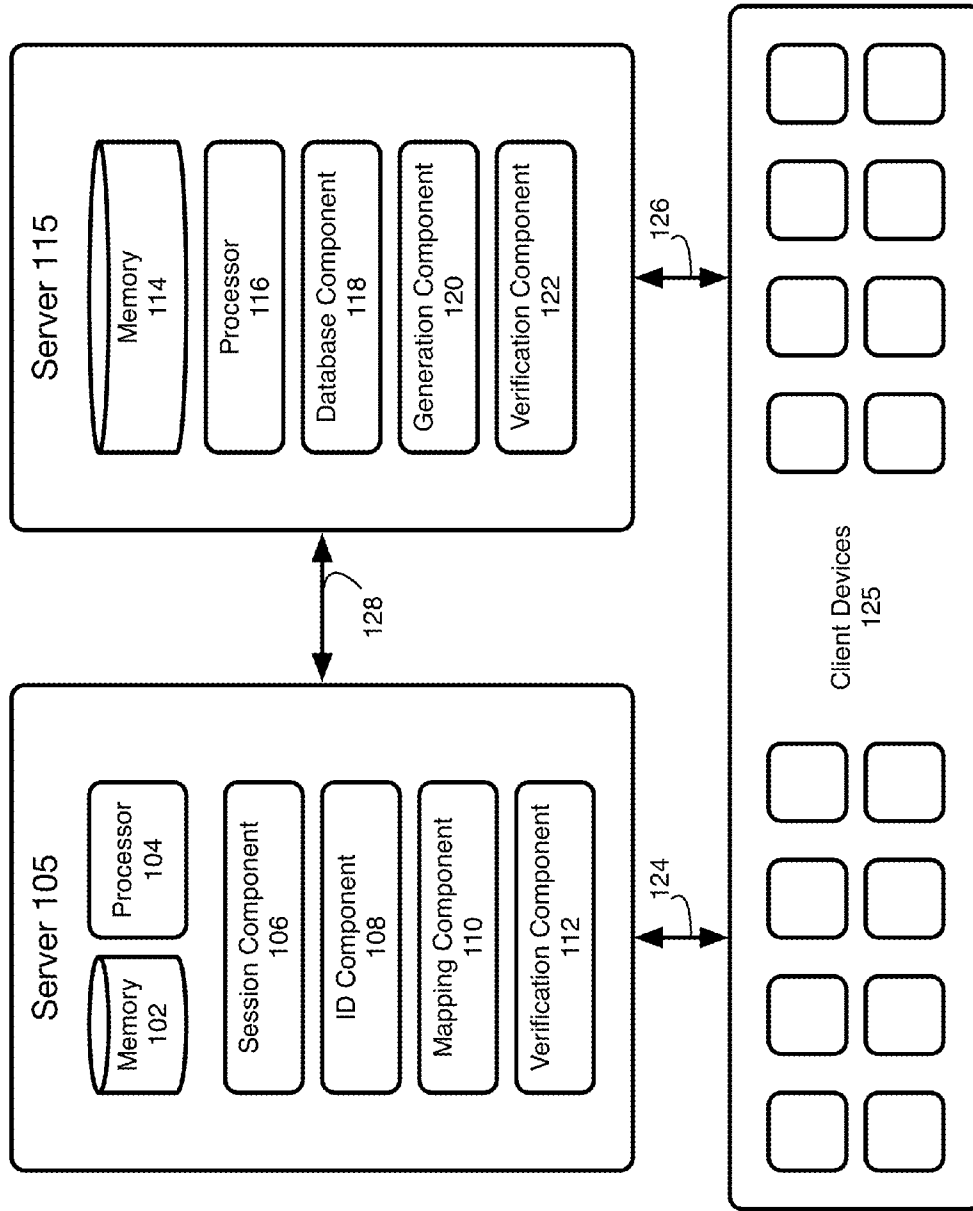 Server 105
Memory
102
Processor
104
Session Component
106
ID Component
108
Mapping Component
110
Verification Component
112
128
Server 115
Memory
114
Processor
116
Database Component
118
Generation Component
120
Verification Component
122
124
126
Client Devices
125